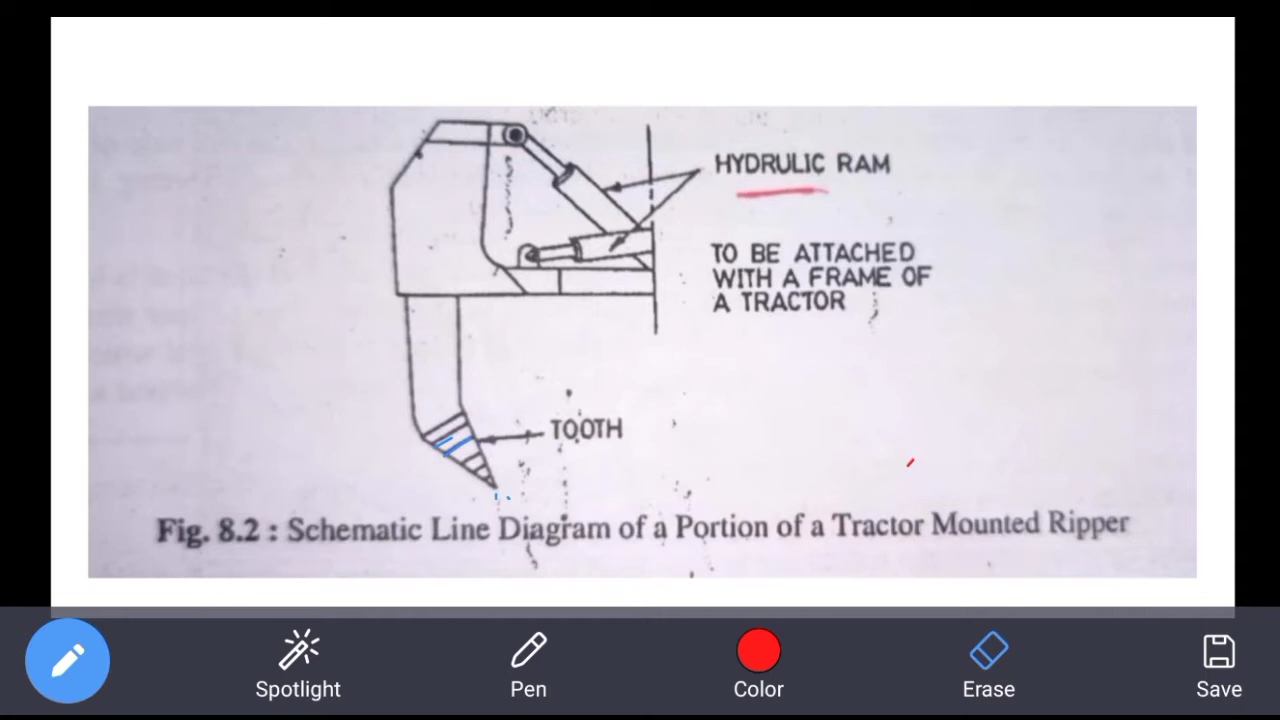 HYDRULIC RAM
TO BE ATTACHED
WITH A FRAME OF
A TRACTOR
TOOTH
Fig. 8.2 : Schematic Line Diagram of a Portion of a Tractor Mounted Ripper
Spotlight
Pen
Color
Erase
Save